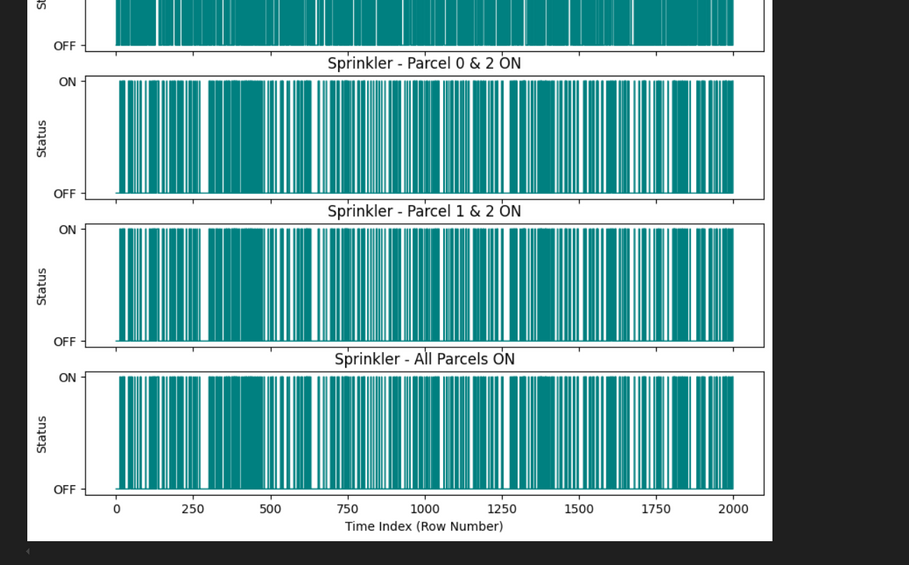 OFF
Sprinkler - Parcel 0 & 2 ON
ON
Status
OFF
Sprinkler - Parcel 1 & 2 ON
ON
Status
OFF
Sprinkler - All Parcels ON
ON
Status
OFF
0 250 500 750 1000 1250 1500 1750 2000
Time Index (Row Number)